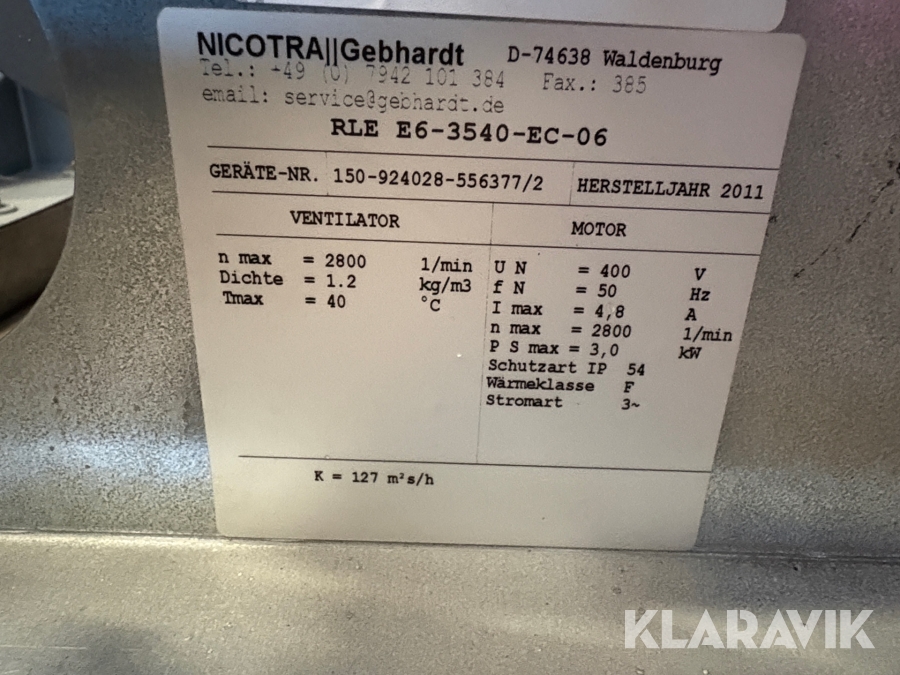 NICOTRA||Gebhardt D-74638 Waldenburg
Tel.: +49 (0) 7942 101 384 Fax.: 385
email: service@gebhardt.de
RLE E6-3540-EC-06
GERÄTE-NR. 150-924028-556377/2 HERSTELLJAHR 2011
VENTILATOR
n max = 2800 1/min
Dichte = 1.2 kg/m3
Tmax = 40 °C
MOTOR
U N = 400 V
f N = 50 Hz
I max = 4,8 A
n max = 2800 1/min
P S max = 3,0 kW
Schutzart IP 54
Wärmeklasse F
Stromart 3~
K = 127 m²s/h
KLARAVIK